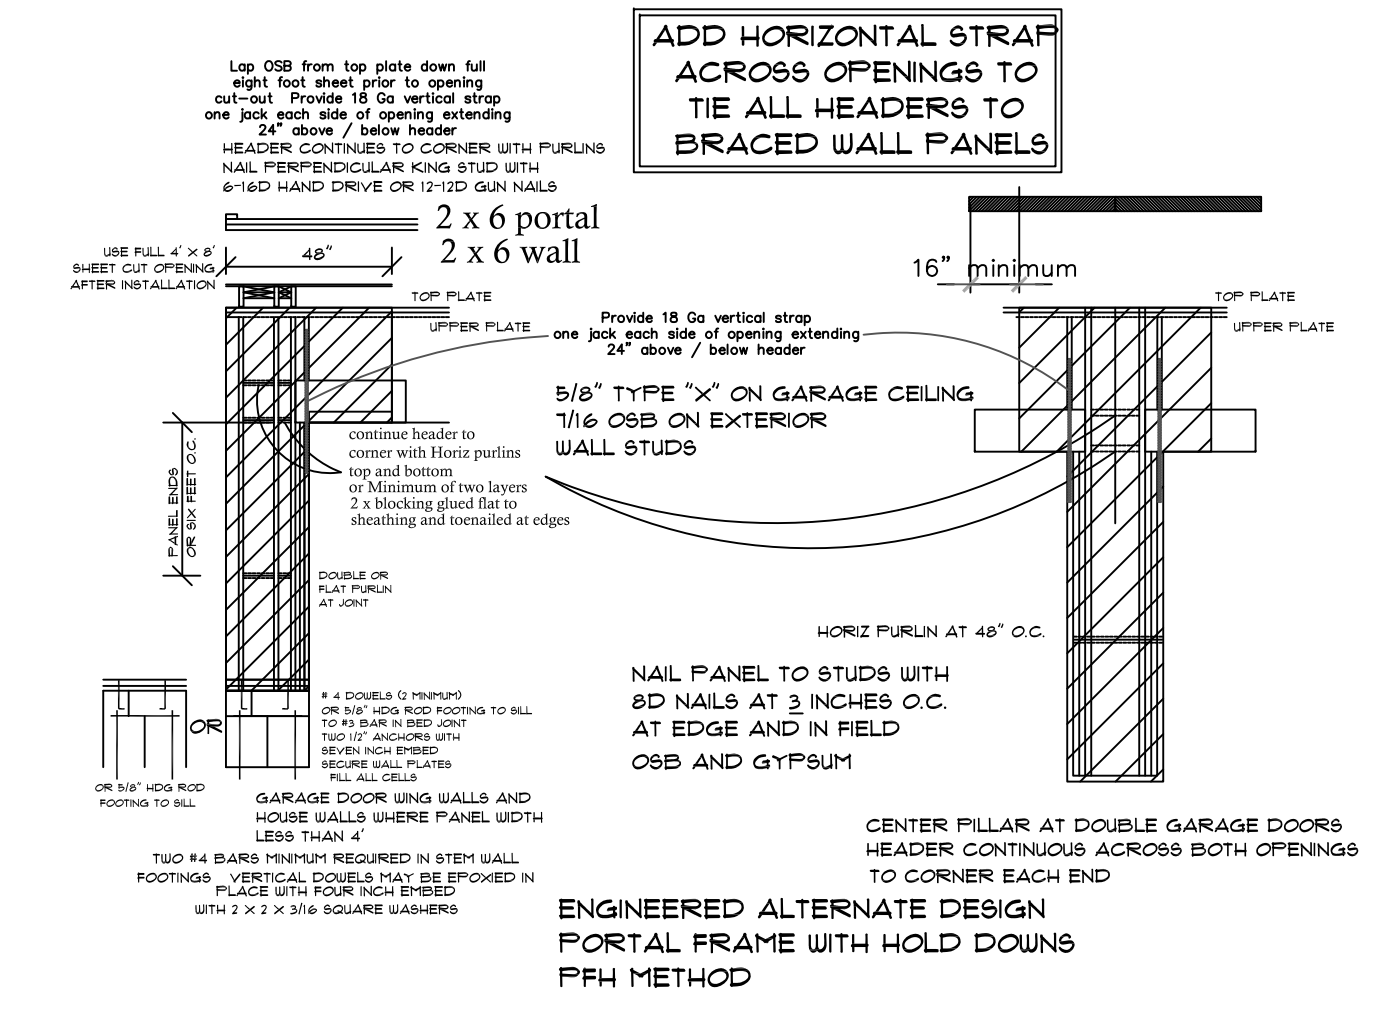 ADD HORIZONTAL STRAP
ACROSS OPENINGS TO
TIE ALL HEADERS TO
BRACED WALL PANELS
Lap OSB from top plate down full
eight foot sheet prior to opening
cut-out Provide 18 Ga vertical strap
one jack each side of opening extending
24" above / below header
HEADER CONTINUES TO CORNER WITH PURLINS
NAIL PERPENDICULAR KING STUD WITH
6-16D HAND DRIVE OR 12-12D GUN NAILS
2 x 6 portal
2 x 6 wall
USE FULL 4' X 8'
SHEET CUT OPENING
AFTER INSTALLATION
48"
TOP PLATE
UPPER PLATE
16" minimum
TOP PLATE
UPPER PLATE
Provide 18 Ga vertical strap
one jack each side of opening extending
24" above / below header
5/8" TYPE "X" ON GARAGE CEILING
7/16 OSB ON EXTERIOR
WALL STUDS
continue header to
corner with Horiz purlins
top and bottom
or Minimum of two layers
2 x blocking glued flat to
sheathing and toenailed at edges
PANEL ENDS
OR SIX FEET O.C.
DOUBLE OR
FLAT PURLIN
AT JOINT
HORIZ PURLIN AT 48" O.C.
NAIL PANEL TO STUDS WITH
8D NAILS AT 3 INCHES O.C.
AT EDGE AND IN FIELD
OSB AND GYPSUM
OR
# 4 DOWELS (2 MINIMUM)
OR 5/8" HDG ROD FOOTING TO SILL
TO #3 BAR IN BED JOINT
TWO 1/2" ANCHORS WITH
SEVEN INCH EMBED
SECURE WALL PLATES
FILL ALL CELLS
OR 5/8" HDG ROD
FOOTING TO SILL
GARAGE DOOR WING WALLS AND
HOUSE WALLS WHERE PANEL WIDTH
LESS THAN 4'
TWO #4 BARS MINIMUM REQUIRED IN STEM WALL
FOOTINGS VERTICAL DOWELS MAY BE EPOXIED IN
PLACE WITH FOUR INCH EMBED
WITH 2 X 2 X 3/16 SQUARE WASHERS
CENTER PILLAR AT DOUBLE GARAGE DOORS
HEADER CONTINUOUS ACROSS BOTH OPENINGS
TO CORNER EACH END
ENGINEERED ALTERNATE DESIGN
PORTAL FRAME WITH HOLD DOWNS
PFH METHOD